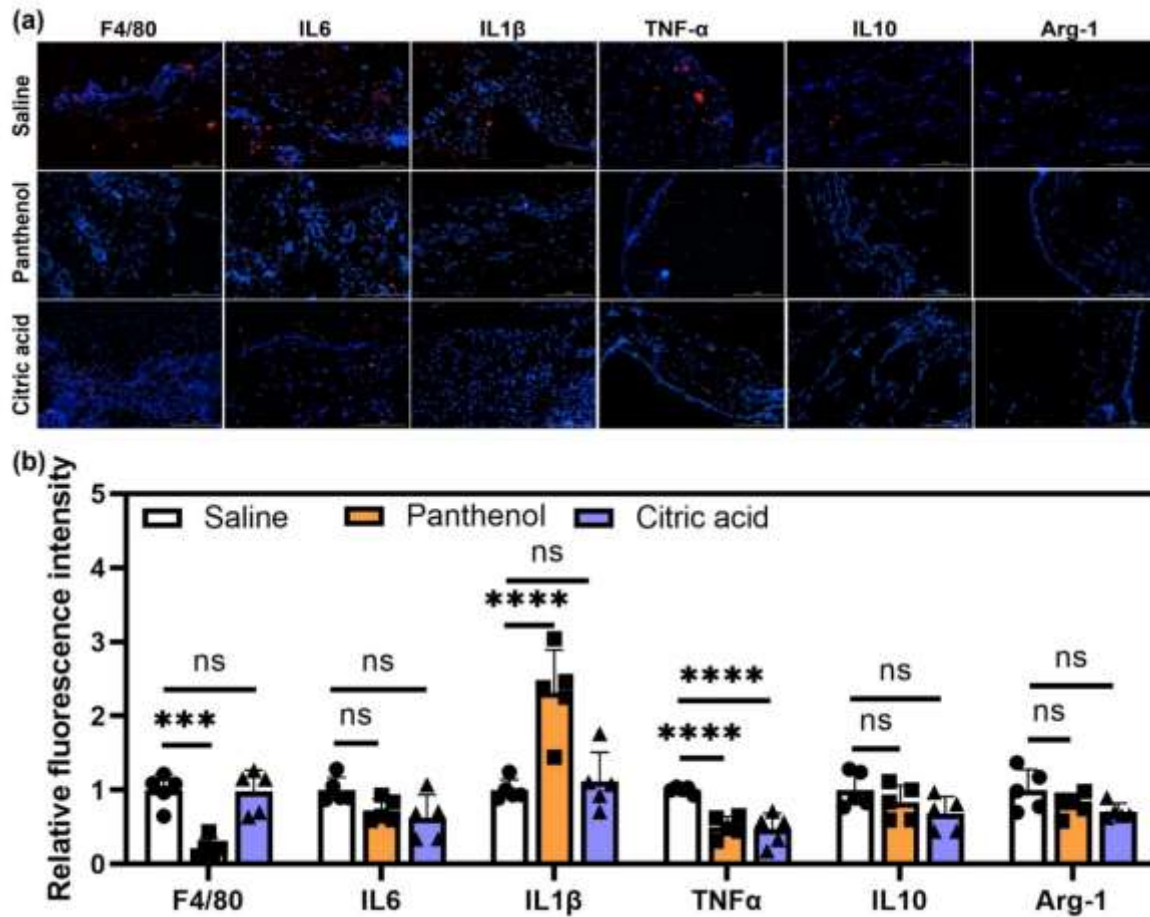 (a)
F4/80 IL6 IL1β TNF-α IL10 Arg-1
Saline
Panthenol
Citric acid
(b)
Relative fluorescence intensity
5
4
3
2
1
0
Saline Panthenol Citric acid
ns
***
ns
ns
ns
****
****
****
ns
ns
ns
ns
F4/80 IL6 IL1β TNFα IL10 Arg-1